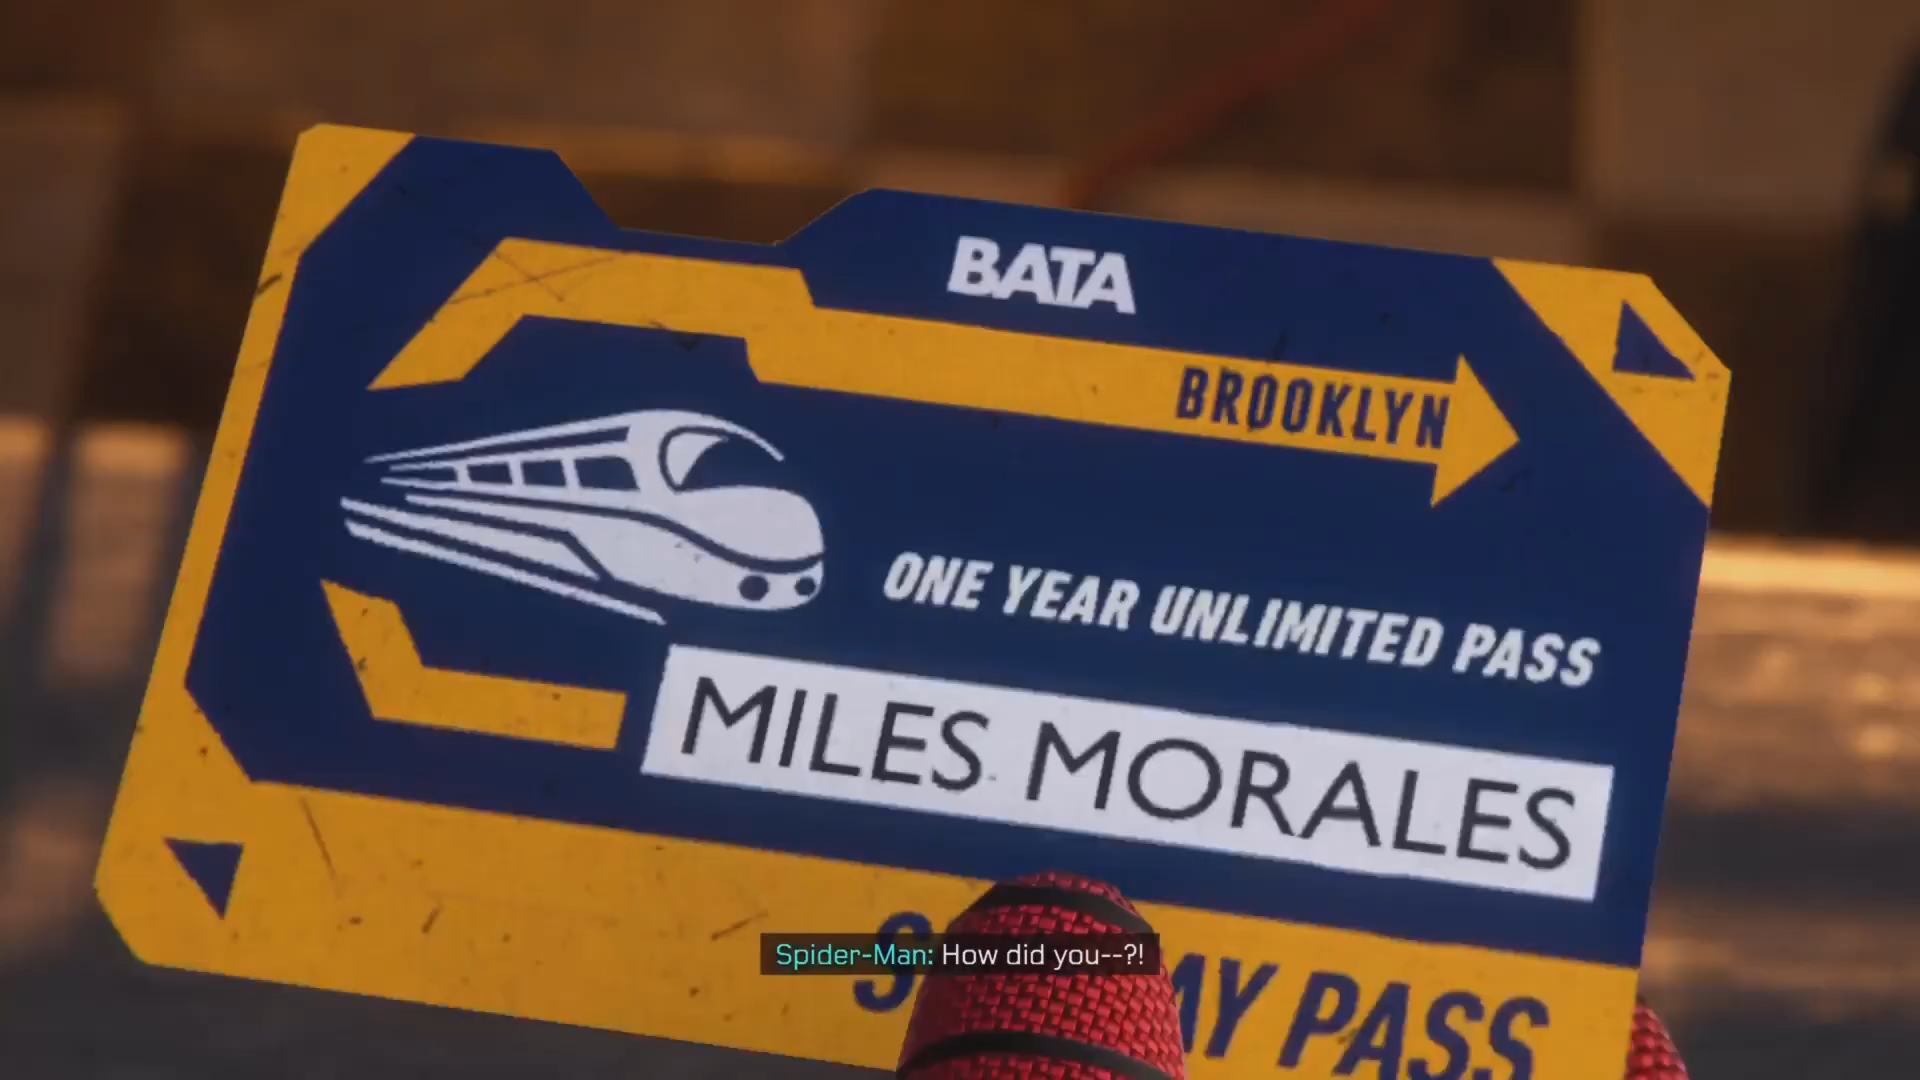 BATA
BROOKLYN
ONE YEAR UNLIMITED PASS
MILES MORALES
Spider-Man: How did you--?!
PASS